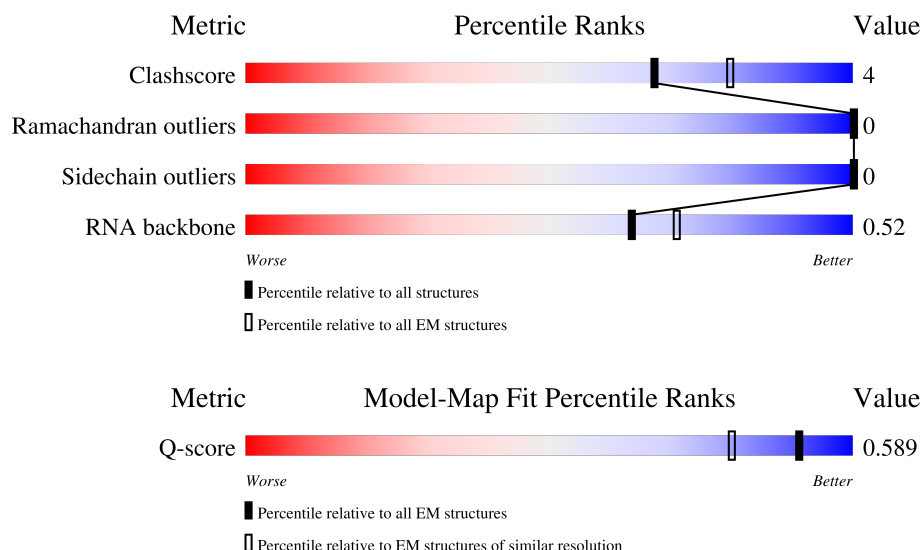 Metric Percentile Ranks Value
Clashscore 4
Ramachandran outliers 0
Sidechain outliers 0
RNA backbone 0.52
Worse Better
Percentile relative to all structures
Percentile relative to all EM structures
Metric Model-Map Fit Percentile Ranks Value
Q-score 0.589
Worse Better
Percentile relative to all EM structures
Percentile relative to EM structures of similar resolution